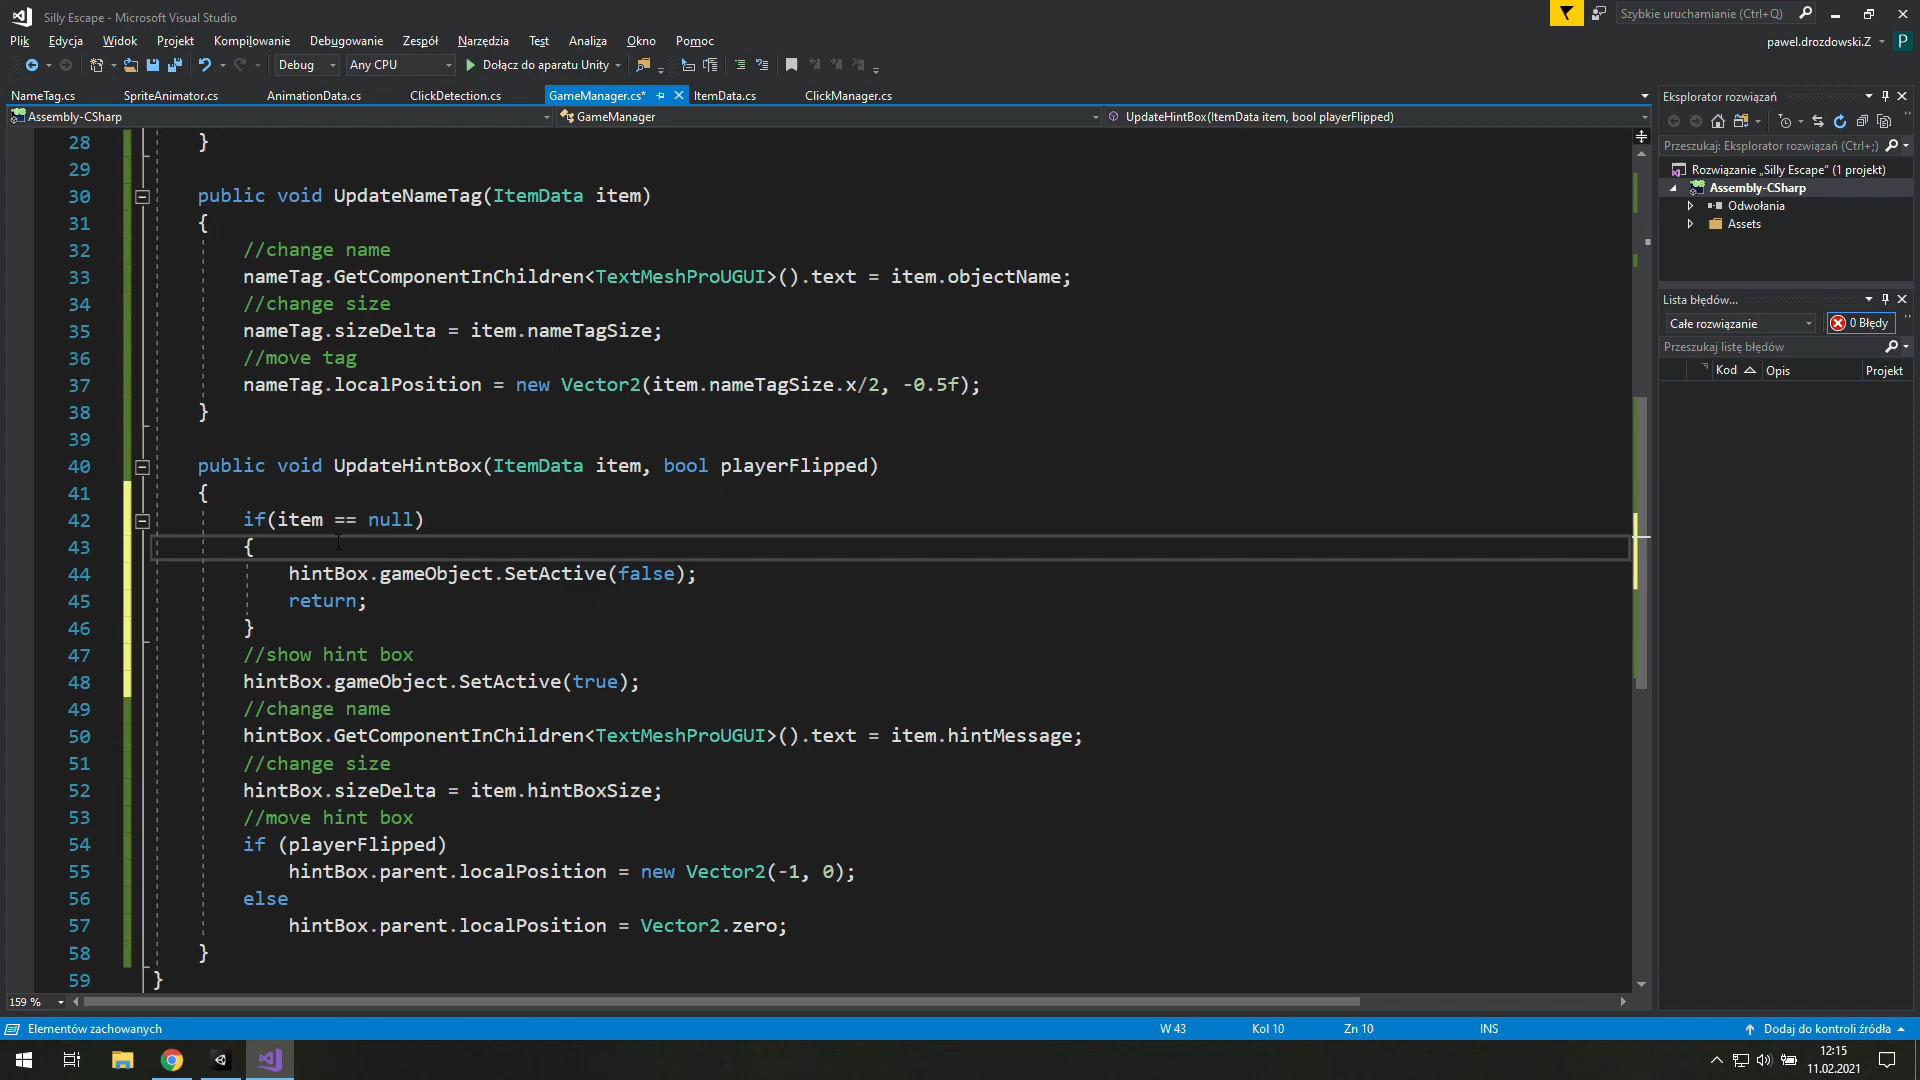 Silly Escape - Microsoft Visual Studio
Szybkie uruchamianie (Ctrl+Q)
Plik Edycja Widok Projekt Kompilowanie Debugowanie Zespół Narzędzia Test Analiza Okno Pomoc
pawel.drozdowski.Z P
Debug Any CPU Dołącz do aparatu Unity
NameTag.cs SpriteAnimator.cs AnimationData.cs ClickDetection.cs GameManager.cs* ItemData.cs ClickManager.cs
Assembly-CSharp GameManager UpdateHintBox(ItemData item, bool playerFlipped)
28 }
29
30 public void UpdateNameTag(ItemData item)
31 {
32 //change name
33 nameTag.GetComponentInChildren<TextMeshProUGUI>().text = item.objectName;
34 //change size
35 nameTag.sizeDelta = item.nameTagSize;
36 //move tag
37 nameTag.localPosition = new Vector2(item.nameTagSize.x/2, -0.5f);
38 }
39
40 public void UpdateHintBox(ItemData item, bool playerFlipped)
41 {
42 if(item == null)
43 {
44 hintBox.gameObject.SetActive(false);
45 return;
46 }
47 //show hint box
48 hintBox.gameObject.SetActive(true);
49 //change name
50 hintBox.GetComponentInChildren<TextMeshProUGUI>().text = item.hintMessage;
51 //change size
52 hintBox.sizeDelta = item.hintBoxSize;
53 //move hint box
54 if (playerFlipped)
55 hintBox.parent.localPosition = new Vector2(-1, 0);
56 else
57 hintBox.parent.localPosition = Vector2.zero;
58 }
59 }
159 %
Eksplorator rozwiązań
Przeszukaj: Eksplorator rozwiązań (Ctrl+;)
Rozwiązanie „Silly Escape” (1 projekt)
Assembly-CSharp
Odwołania
Assets
Lista błędów...
Całe rozwiązanie 0 Błędy
Przeszukaj listę błędów
Kod Opis Projekt
Elementów zachowanych W 43 Kol 10 Zn 10 INS Dodaj do kontroli źródła
12:15
11.02.2021